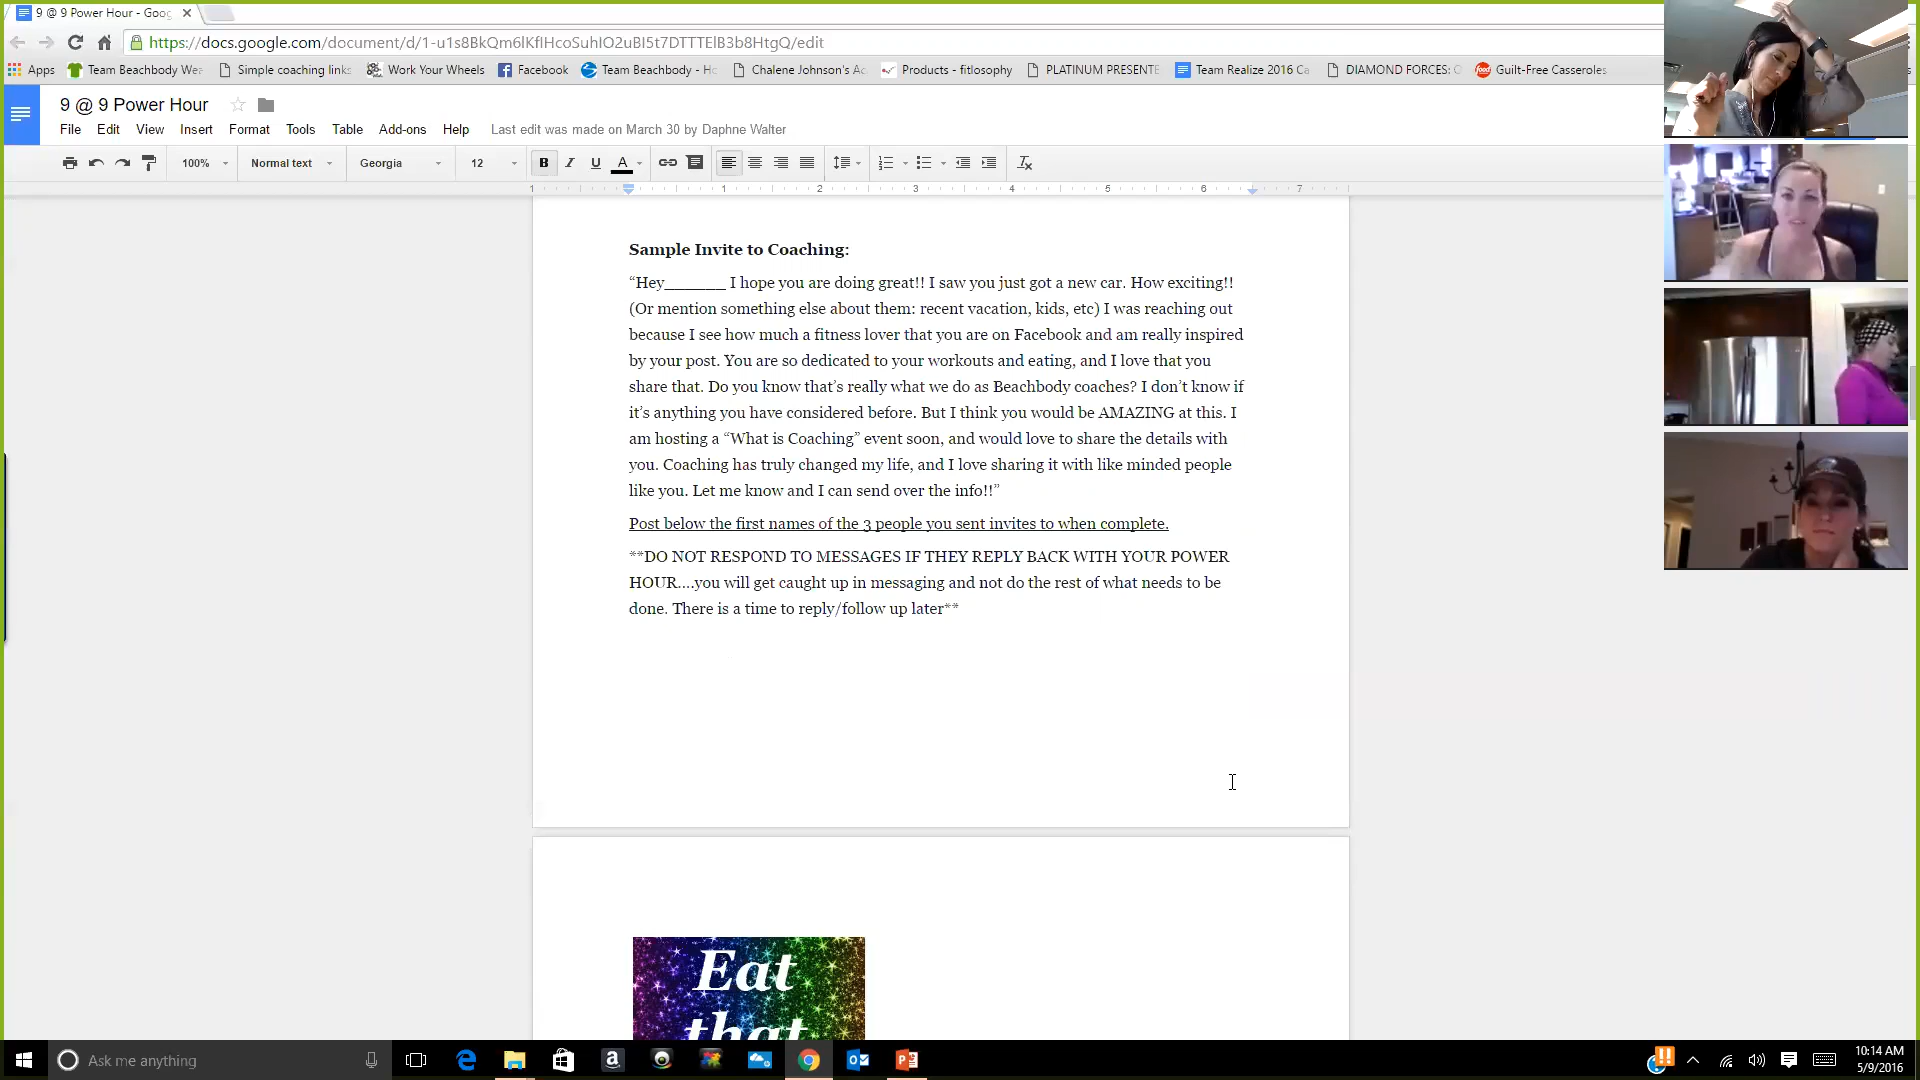 9 @ 9 Power Hour - Goog
https://docs.google.com/document/d/1-u1s8BkQm6lKfIHcoSuhIO2uBI5t7DTTTElB3b8HtgQ/edit
Apps Team Beachbody Wea Simple coaching links Work Your Wheels Facebook Team Beachbody - Ho Chalene Johnson's Ac Products - fitlosophy PLATINUM PRESENTE Team Realize 2016 Ca DIAMOND FORCES: Guilt-Free Casseroles
9 @ 9 Power Hour
File Edit View Insert Format Tools Table Add-ons Help Last edit was made on March 30 by Daphne Walter
100% Normal text Georgia 12 B I U A
1 1 2 3 4 5 6 7
Sample Invite to Coaching:
“Hey_______ I hope you are doing great!! I saw you just got a new car. How exciting!!
(Or mention something else about them: recent vacation, kids, etc) I was reaching out
because I see how much a fitness lover that you are on Facebook and am really inspired
by your post. You are so dedicated to your workouts and eating, and I love that you
share that. Do you know that’s really what we do as Beachbody coaches? I don’t know if
it’s anything you have considered before. But I think you would be AMAZING at this. I
am hosting a “What is Coaching” event soon, and would love to share the details with
you. Coaching has truly changed my life, and I love sharing it with like minded people
like you. Let me know and I can send over the info!!”
Post below the first names of the 3 people you sent invites to when complete.
**DO NOT RESPOND TO MESSAGES IF THEY REPLY BACK WITH YOUR POWER
HOUR....you will get caught up in messaging and not do the rest of what needs to be
done. There is a time to reply/follow up later**
Eat
that
Ask me anything
10:14 AM
5/9/2016